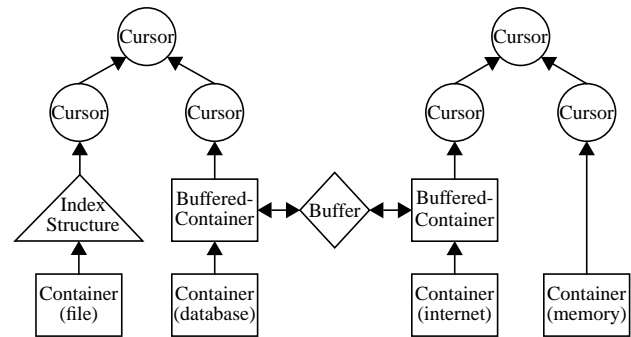 Cursor
Cursor
Cursor
Cursor
Cursor
Cursor
Index
Structure
Buffered-
Container
Buffer
Buffered-
Container
Container
(file)
Container
(database)
Container
(internet)
Container
(memory)